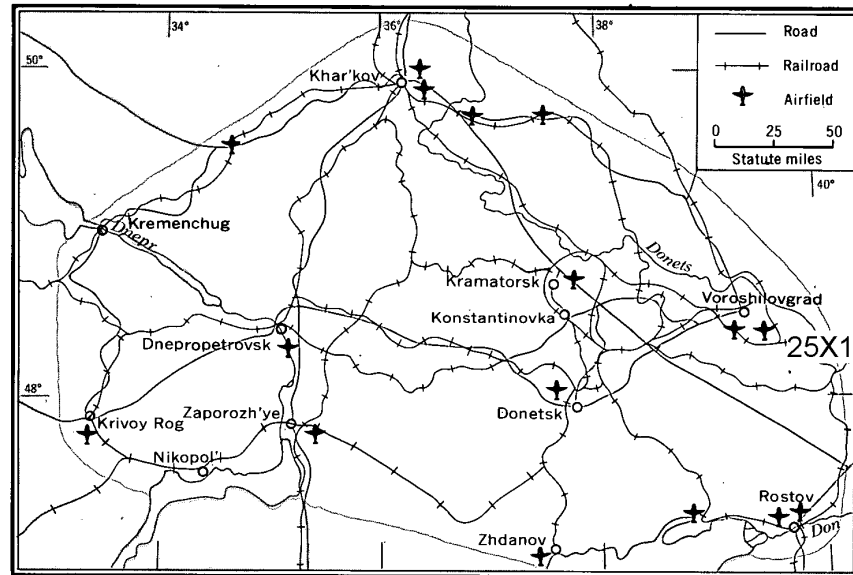 34°
36°
38°
50°
Khar'kov
Road
Railroad
Airfield
0 25 50
Statute miles
40°
Kremenchug
Dnepr
Donets
Kramatorsk
Voroshilovgrad
Konstantinovka
Dnepropetrovsk
25X1
48°
Zaporozh'ye
Donetsk
Krivoy Rog
Nikopol'
Rostov
Don
Zhdanov